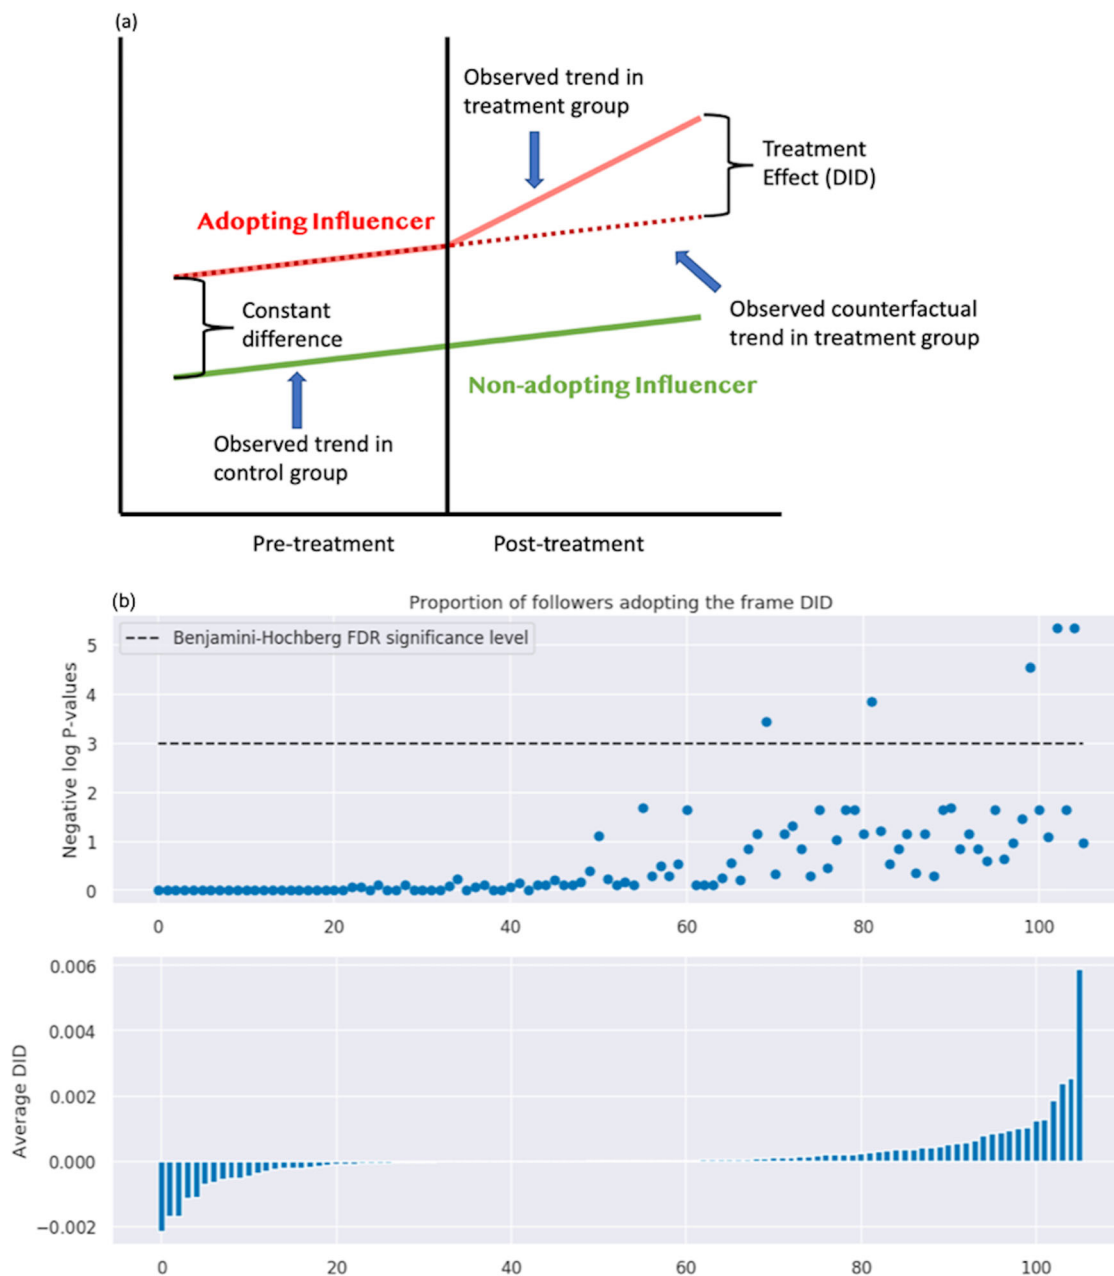 (a)
Observed trend in
treatment group
Treatment
Effect (DID)
Adopting Influencer
Constant
difference
Observed counterfactual
trend in treatment group
Non-adopting Influencer
Observed trend in
control group
Pre-treatment
Post-treatment
(b)
Proportion of followers adopting the frame DID
Benjamini-Hochberg FDR significance level
Negative log P-values
5
4
3
2
1
0
0 20 40 60 80 100
Average DID
0.006
0.004
0.002
0.000
−0.002
0 20 40 60 80 100